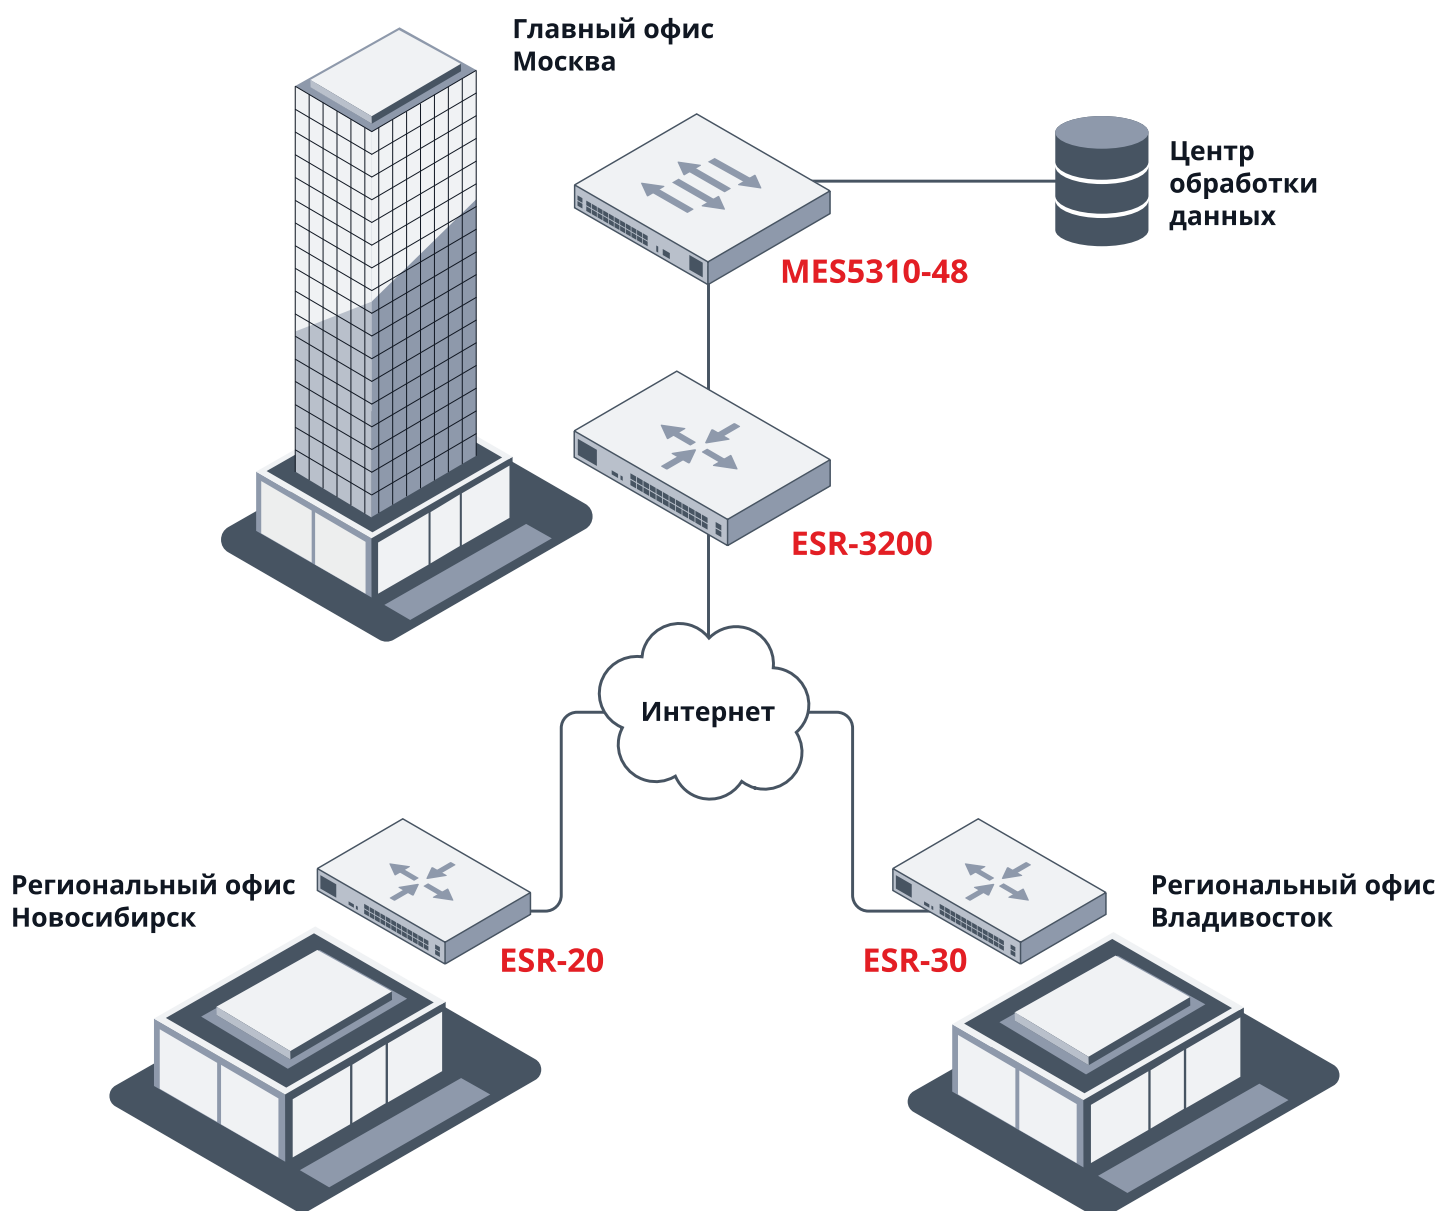 Главный офис
Москва
Центр
обработки
данных
MES5310-48
ESR-3200
Интернет
Региональный офис
Новосибирск
Региональный офис
Владивосток
ESR-20
ESR-30